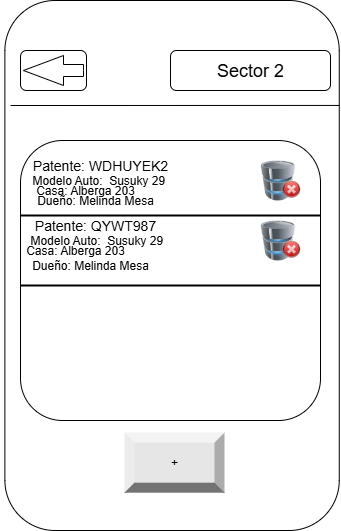 Sector 2
Patente: WDHUYEK2
Modelo Auto: Susuky 29
Casa: Alberga 203
Dueño: Melinda Mesa
Patente: QYWT987
Modelo Auto: Susuky 29
Casa: Alberga 203
Dueño: Melinda Mesa
+